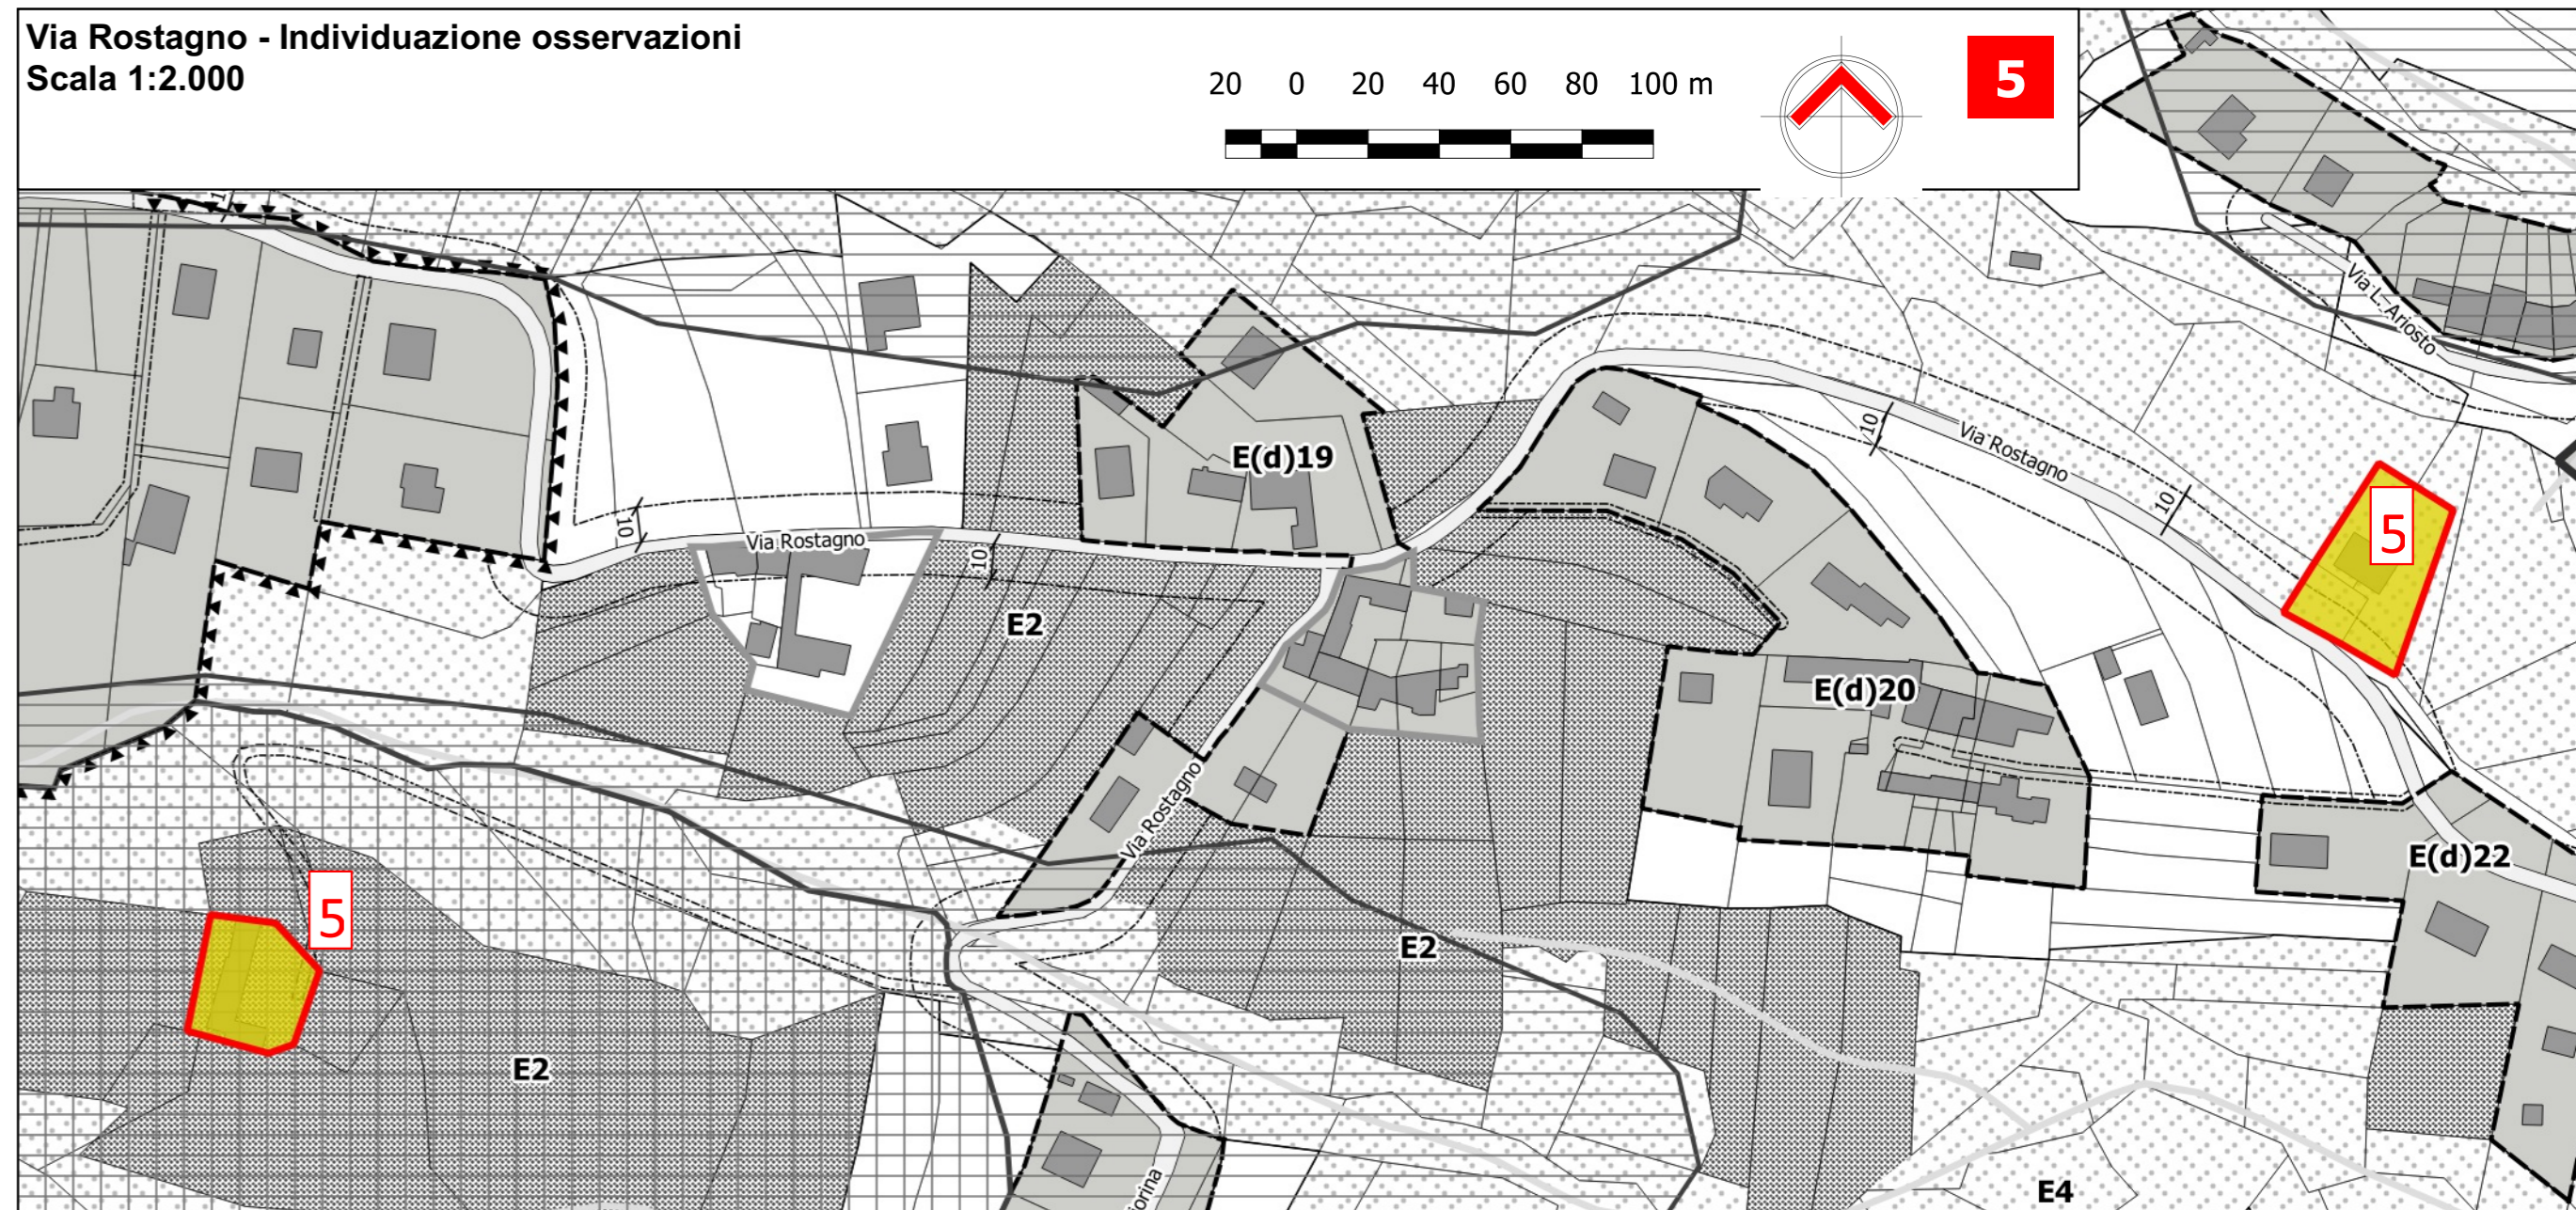 Via Rostagno - Individuazione osservazioni
Scala 1:2.000
20 0 20 40 60 80 100 m
5
Via L. Ariosto
10
Via Rostagno
10
E(d)19
5
10
Via Rostagno
10
E2
E(d)20
Via Rostagno
E(d)22
5
E2
E2
orina
E4